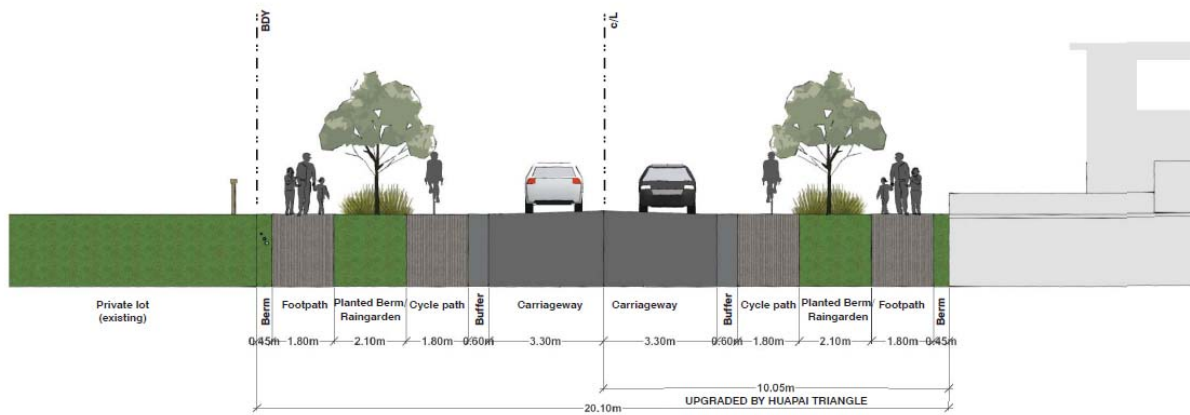 BDY
c/L
Private lot
(existing)
Berm
Footpath
Planted Berm/
Raingarden
Cycle path
Buffer
Carriageway
Carriageway
Buffer
Cycle path
Planted Berm/
Raingarden
Footpath
Berm
0.45m
1.80m
2.10m
1.80m
0.60m
3.30m
3.30m
0.60m
1.80m
2.10m
1.80m
0.45m
10.05m
UPGRADED BY HUAPAI TRIANGLE
20.10m